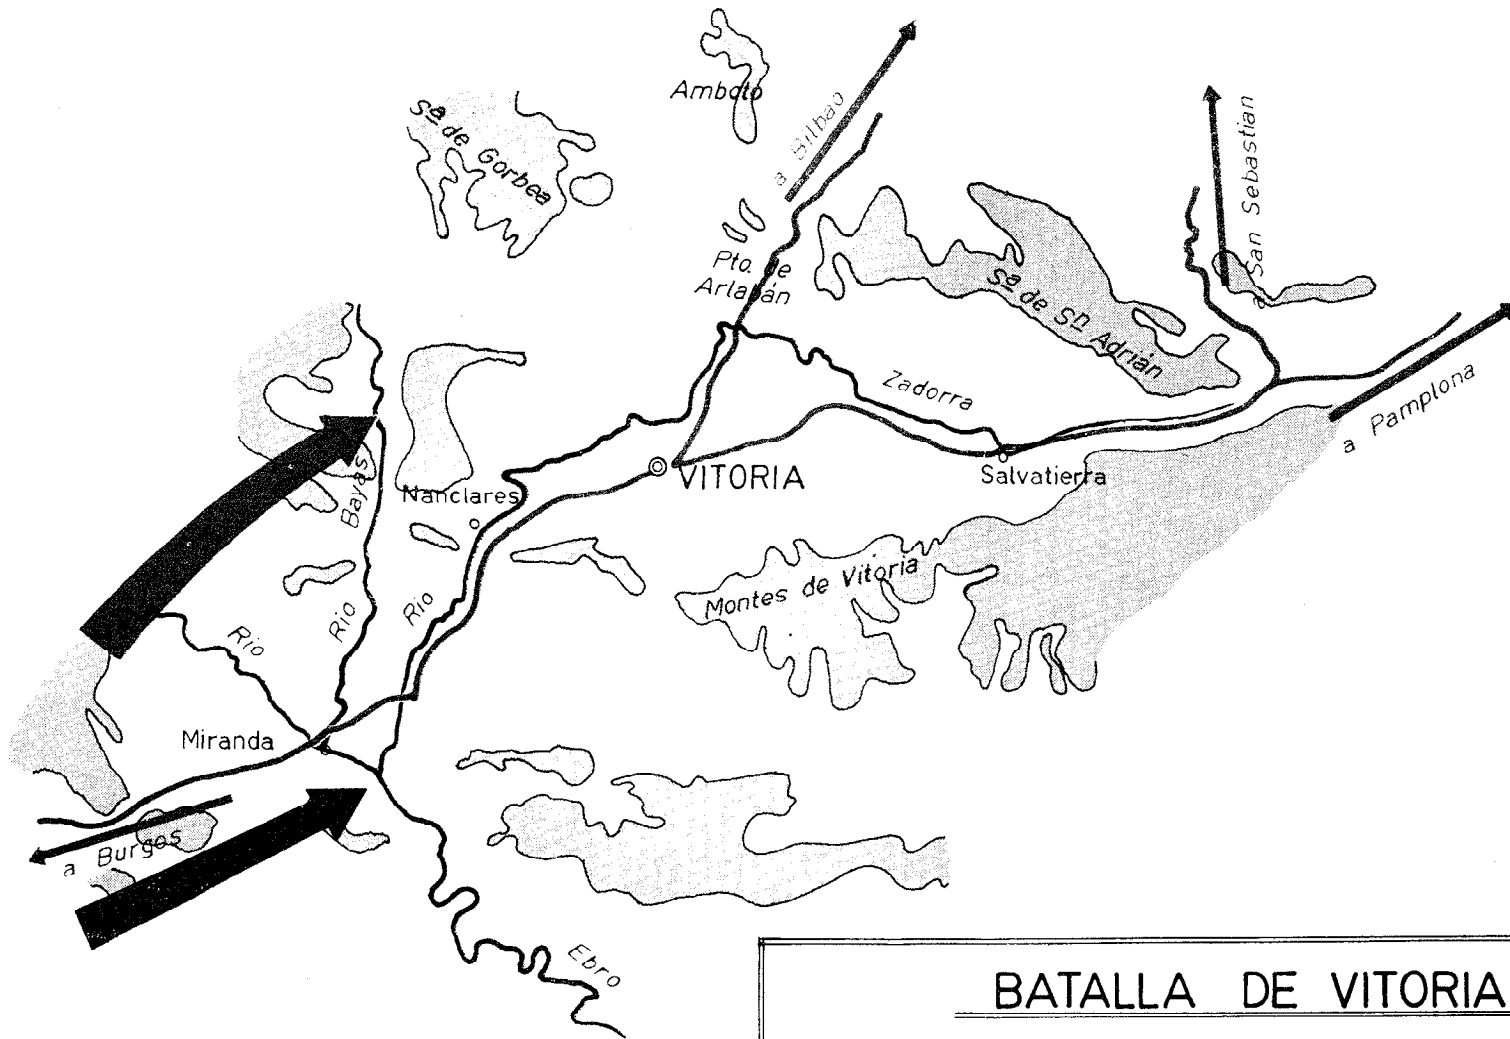 Amboto
Sª de Gorbea
a Bilbao
a San Sebastian
Pto. de
Arlabán
Sª de Sn Adrián
Zadorra
a Pamplona
VITORIA
Salvatierra
Nanclares
Bayas
Montes de Vitoria
Rio
Rio
Rio
Miranda
a Burgos
Ebro
BATALLA DE VITORIA